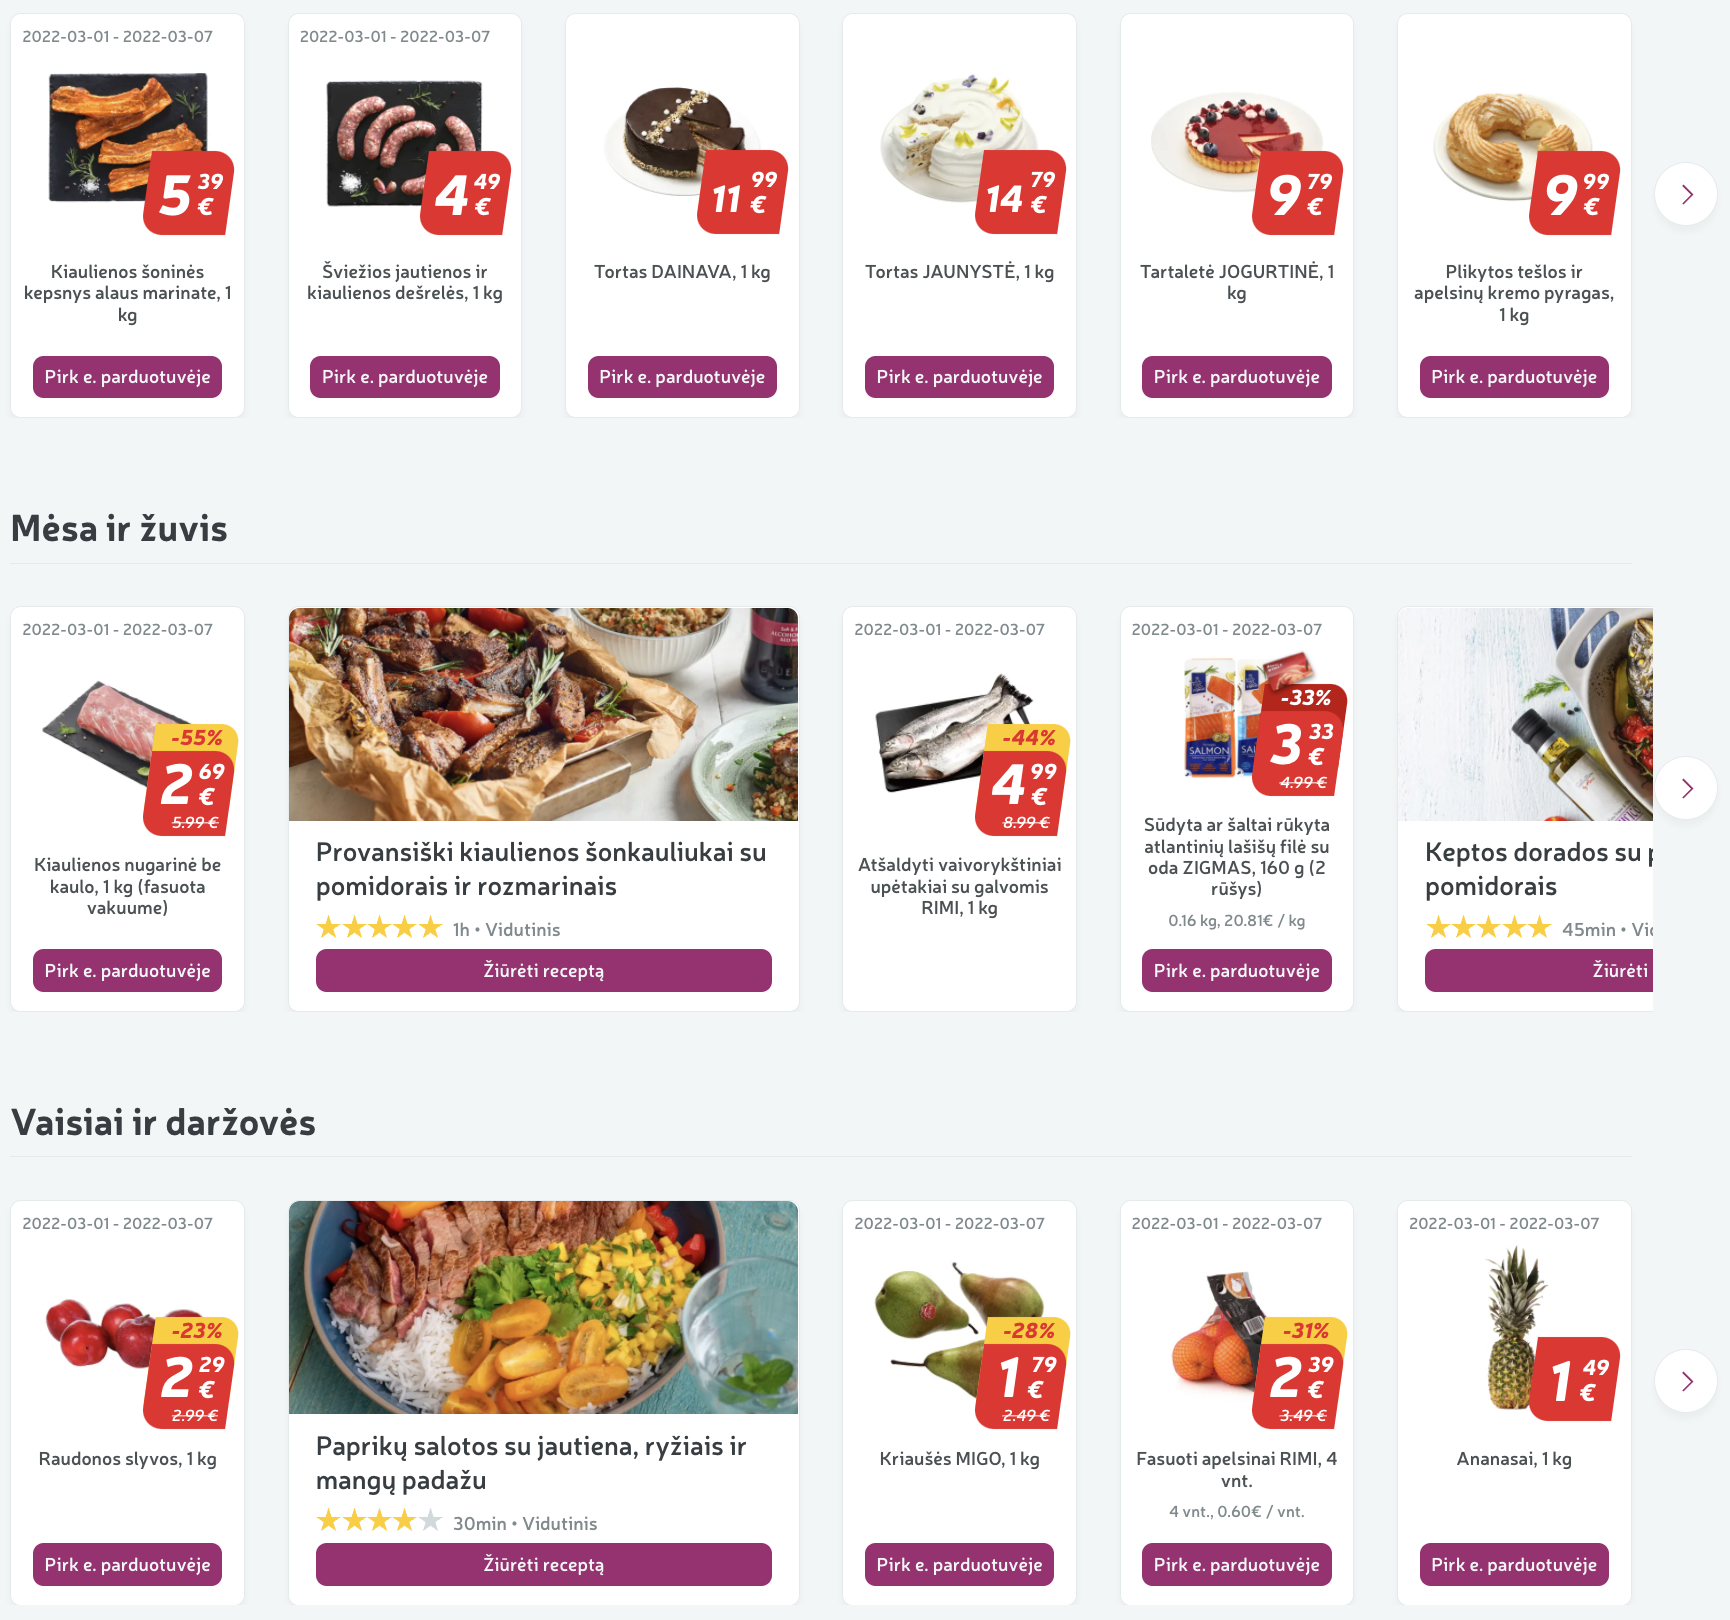 2022-03-01 - 2022-03-07
5 39 €
Kiaulienos šoninės
kepsnys alaus marinate, 1
kg
Pirk e. parduotuvėje
2022-03-01 - 2022-03-07
4 49 €
Šviežios jautienos ir
kiaulienos dešrelės, 1 kg
Pirk e. parduotuvėje
11 99 €
Tortas DAINAVA, 1 kg
Pirk e. parduotuvėje
14 79 €
Tortas JAUNYSTĖ, 1 kg
Pirk e. parduotuvėje
9 79 €
Tartaletė JOGURTINĖ, 1
kg
Pirk e. parduotuvėje
9 99 €
Plikytos tešlos ir
apelsinų kremo pyragas,
1 kg
Pirk e. parduotuvėje
Mėsa ir žuvis
2022-03-01 - 2022-03-07
-55%
2 69 €
5.99 €
Kiaulienos nugarinė be
kaulo, 1 kg (fasuota
vakuume)
Pirk e. parduotuvėje
Provansiški kiaulienos šonkauliukai su
pomidorais ir rozmarinais
1h • Vidutinis
Žiūrėti receptą
2022-03-01 - 2022-03-07
-44%
4 99 €
8.99 €
Atšaldyti vaivorykštiniai
upėtakiai su galvomis
RIMI, 1 kg
2022-03-01 - 2022-03-07
SALMON
-33%
3 33 €
4.99 €
Sūdyta ar šaltai rūkyta
atlantinių lašišų filė su
oda ZIGMAS, 160 g (2
rūšys)
0.16 kg, 20.81€ / kg
Pirk e. parduotuvėje
Keptos dorados su p
pomidorais
45min • Vid
Žiūrėti
Vaisiai ir daržovės
2022-03-01 - 2022-03-07
-23%
2 29 €
2.99 €
Raudonos slyvos, 1 kg
Pirk e. parduotuvėje
Paprikų salotos su jautiena, ryžiais ir
mangų padažu
30min • Vidutinis
Žiūrėti receptą
2022-03-01 - 2022-03-07
-28%
1 79 €
2.49 €
Kriaušės MIGO, 1 kg
Pirk e. parduotuvėje
2022-03-01 - 2022-03-07
-31%
2 39 €
3.49 €
Fasuoti apelsinai RIMI, 4
vnt.
4 vnt., 0.60€ / vnt.
Pirk e. parduotuvėje
2022-03-01 - 2022-03-07
1 49 €
Ananasai, 1 kg
Pirk e. parduotuvėje